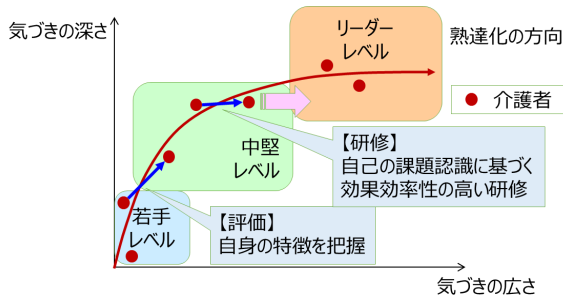 気づきの深さ
リーダー
レベル
熟達化の方向
介護者
中堅
レベル
【研修】
自己の課題認識に基づく
効果効率性の高い研修
若手
レベル
【評価】
自身の特徴を把握
気づきの広さ